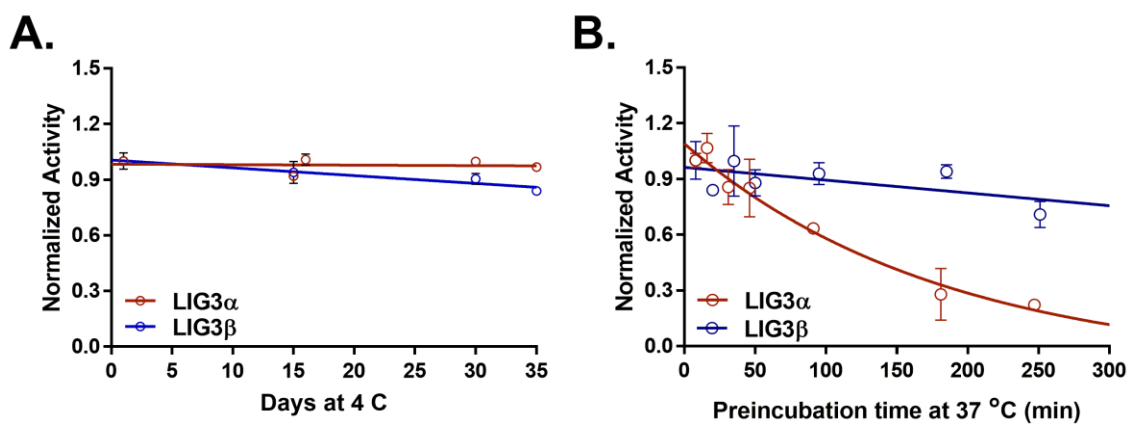 A.
1.5
1.2
0.9
0.6
0.3
0.0
Normalized Activity
LIG3α
LIG3β
0 5 10 15 20 25 30 35
Days at 4 C
B.
1.5
1.2
0.9
0.6
0.3
0.0
Normalized Activity
LIG3α
LIG3β
0 50 100 150 200 250 300
Preincubation time at 37 °C (min)